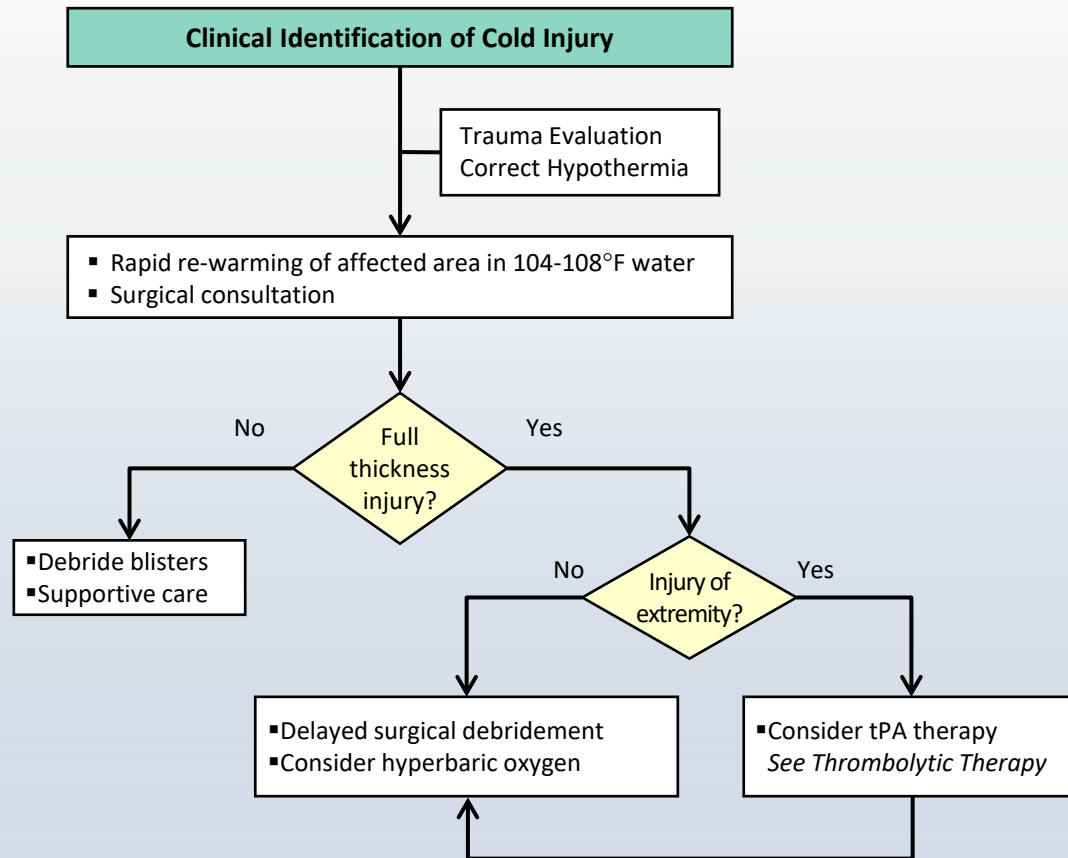 Clinical Identification of Cold Injury
Trauma Evaluation
Correct Hypothermia
▪ Rapid re-warming of affected area in 104-108°F water
▪ Surgical consultation
No
Full
thickness
injury?
Yes
▪Debride blisters
▪Supportive care
No
Injury of
extremity?
Yes
▪Delayed surgical debridement
▪Consider hyperbaric oxygen
▪Consider tPA therapy
See Thrombolytic Therapy